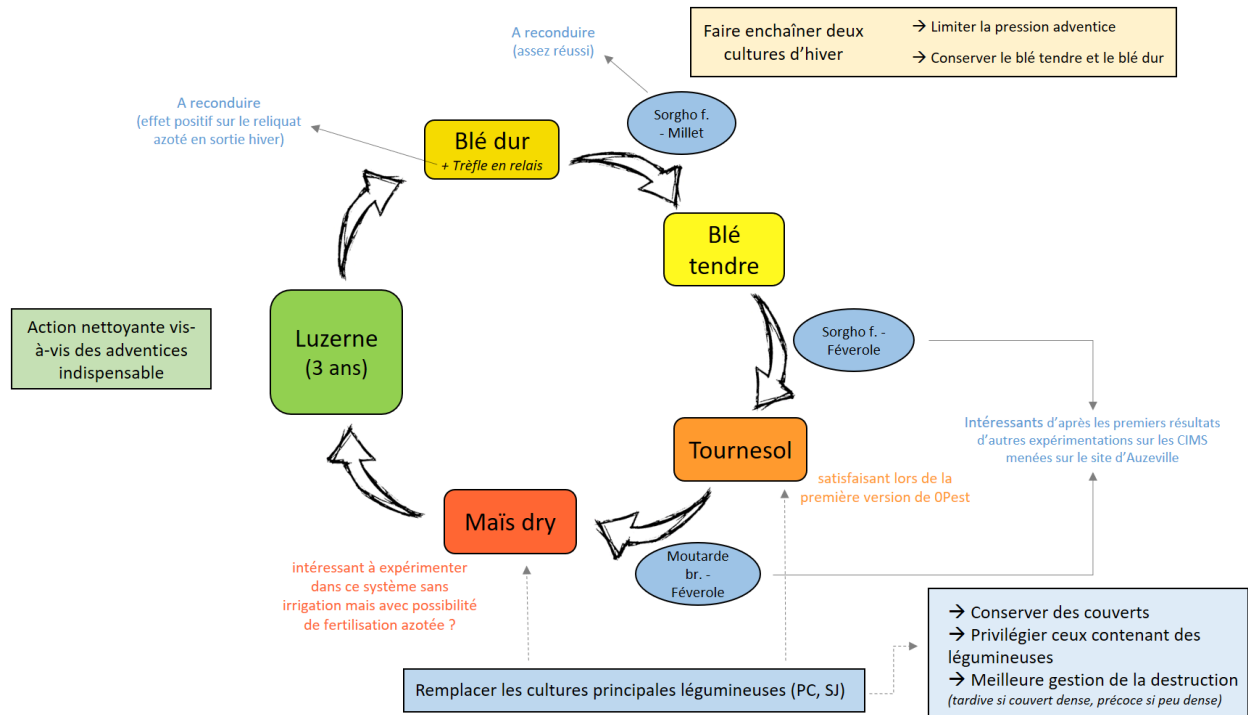 Faire enchaîner deux
cultures d'hiver
→ Limiter la pression adventice
→ Conserver le blé tendre et le blé dur
A reconduire
(assez réussi)
A reconduire
(effet positif sur le reliquat
azoté en sortie hiver)
Sorgho f.
- Millet
Blé dur
+ Trèfle en relais
Blé
tendre
Sorgho f. -
Féverole
Luzerne
(3 ans)
Action nettoyante vis-
à-vis des adventices
indispensable
Intéressants d'après les premiers résultats
d'autres expérimentations sur les CIMS
menées sur le site d'Auzeville
Tournesol
satisfaisant lors de la
première version de 0Pest
Maïs dry
Moutarde
br. -
Féverole
intéressant à expérimenter
dans ce système sans
irrigation mais avec possibilité
de fertilisation azotée ?
→ Conserver des couverts
→ Privilégier ceux contenant des
légumineuses
→ Meilleure gestion de la destruction
(tardive si couvert dense, précoce si peu dense)
Remplacer les cultures principales légumineuses (PC, SJ)